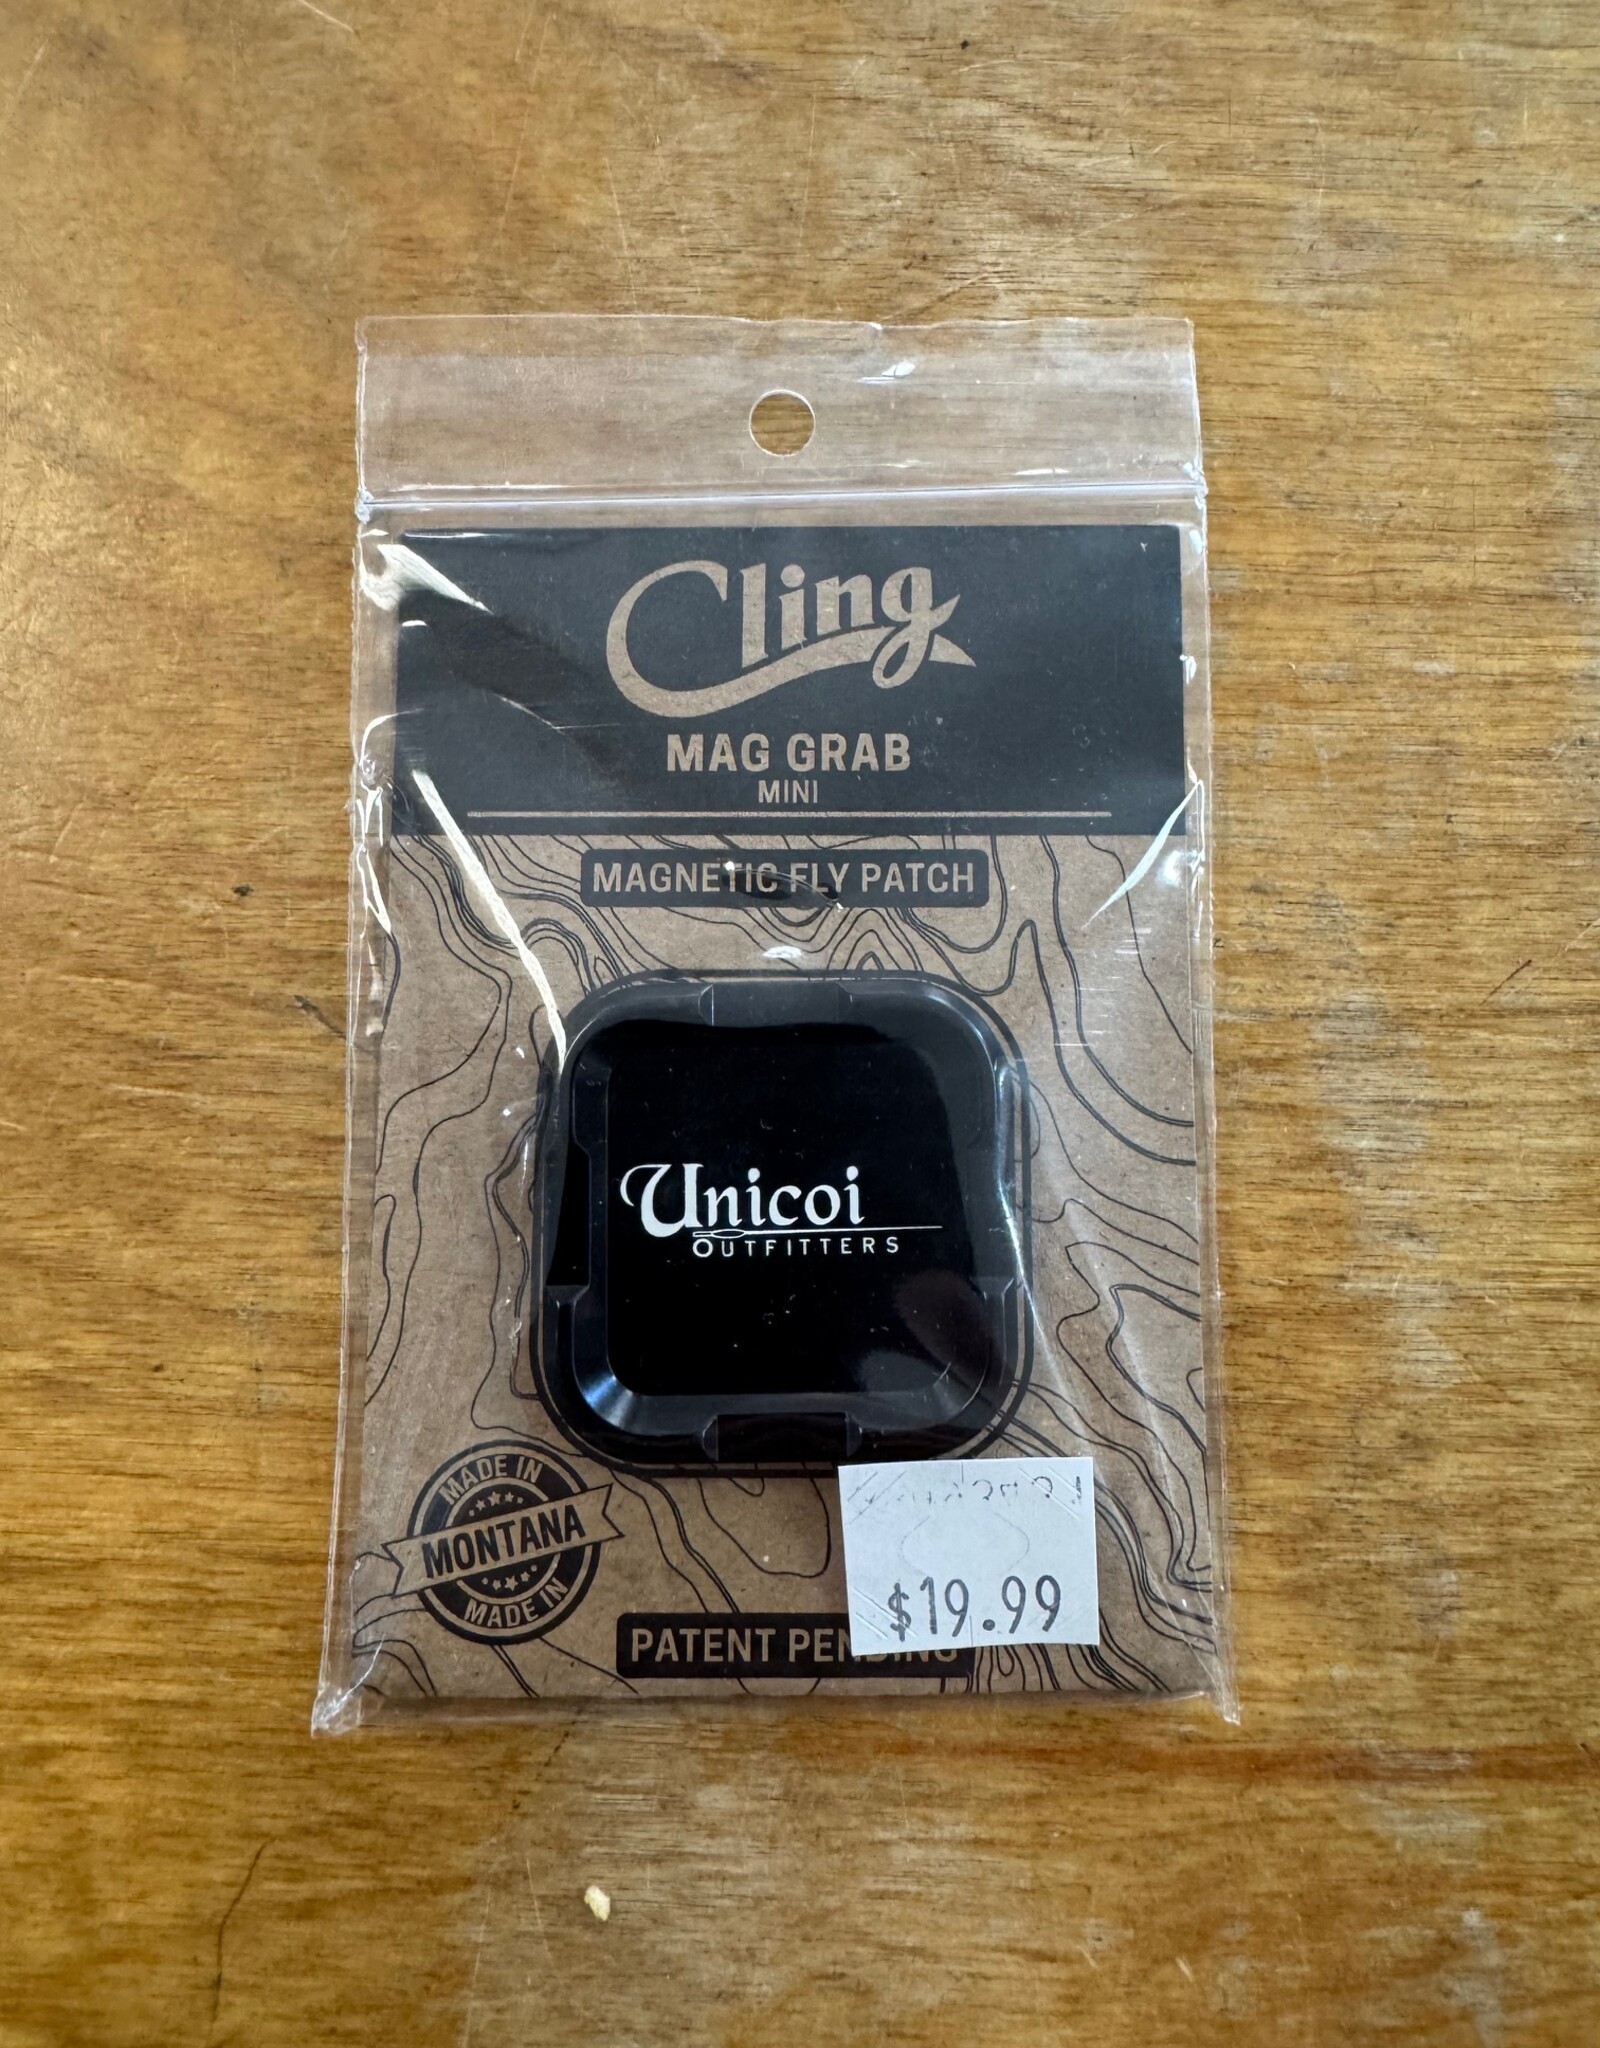 Cling
MAG GRAB
MINI
MAGNETIC FLY PATCH
Unicoi
OUTFITTERS
MADE IN
MONTANA
MADE IN
$19.99
PATENT PENDING